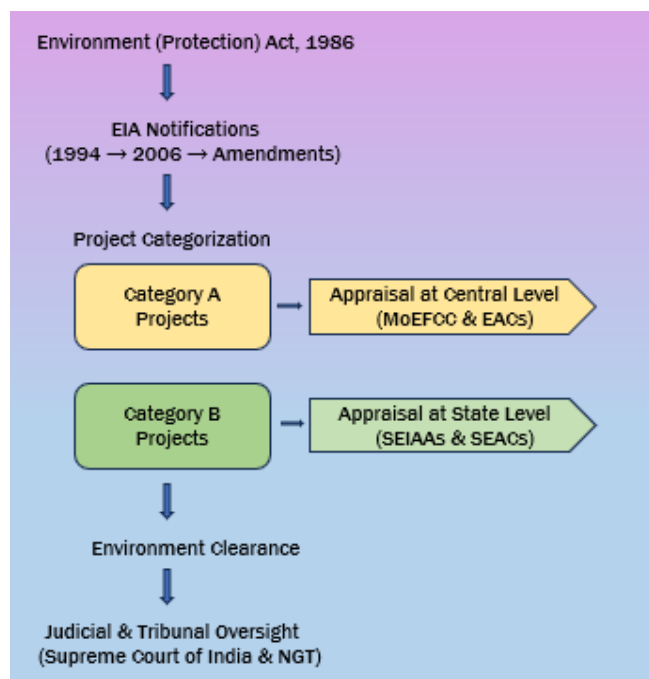 Environment (Protection) Act, 1986
EIA Notifications
(1994 → 2006 → Amendments)
Project Categorization
Category A
Projects
Appraisal at Central Level
(MoEFCC & EACs)
Category B
Projects
Appraisal at State Level
(SEIAAs & SEACs)
Environment Clearance
Judicial & Tribunal Oversight
(Supreme Court of India & NGT)